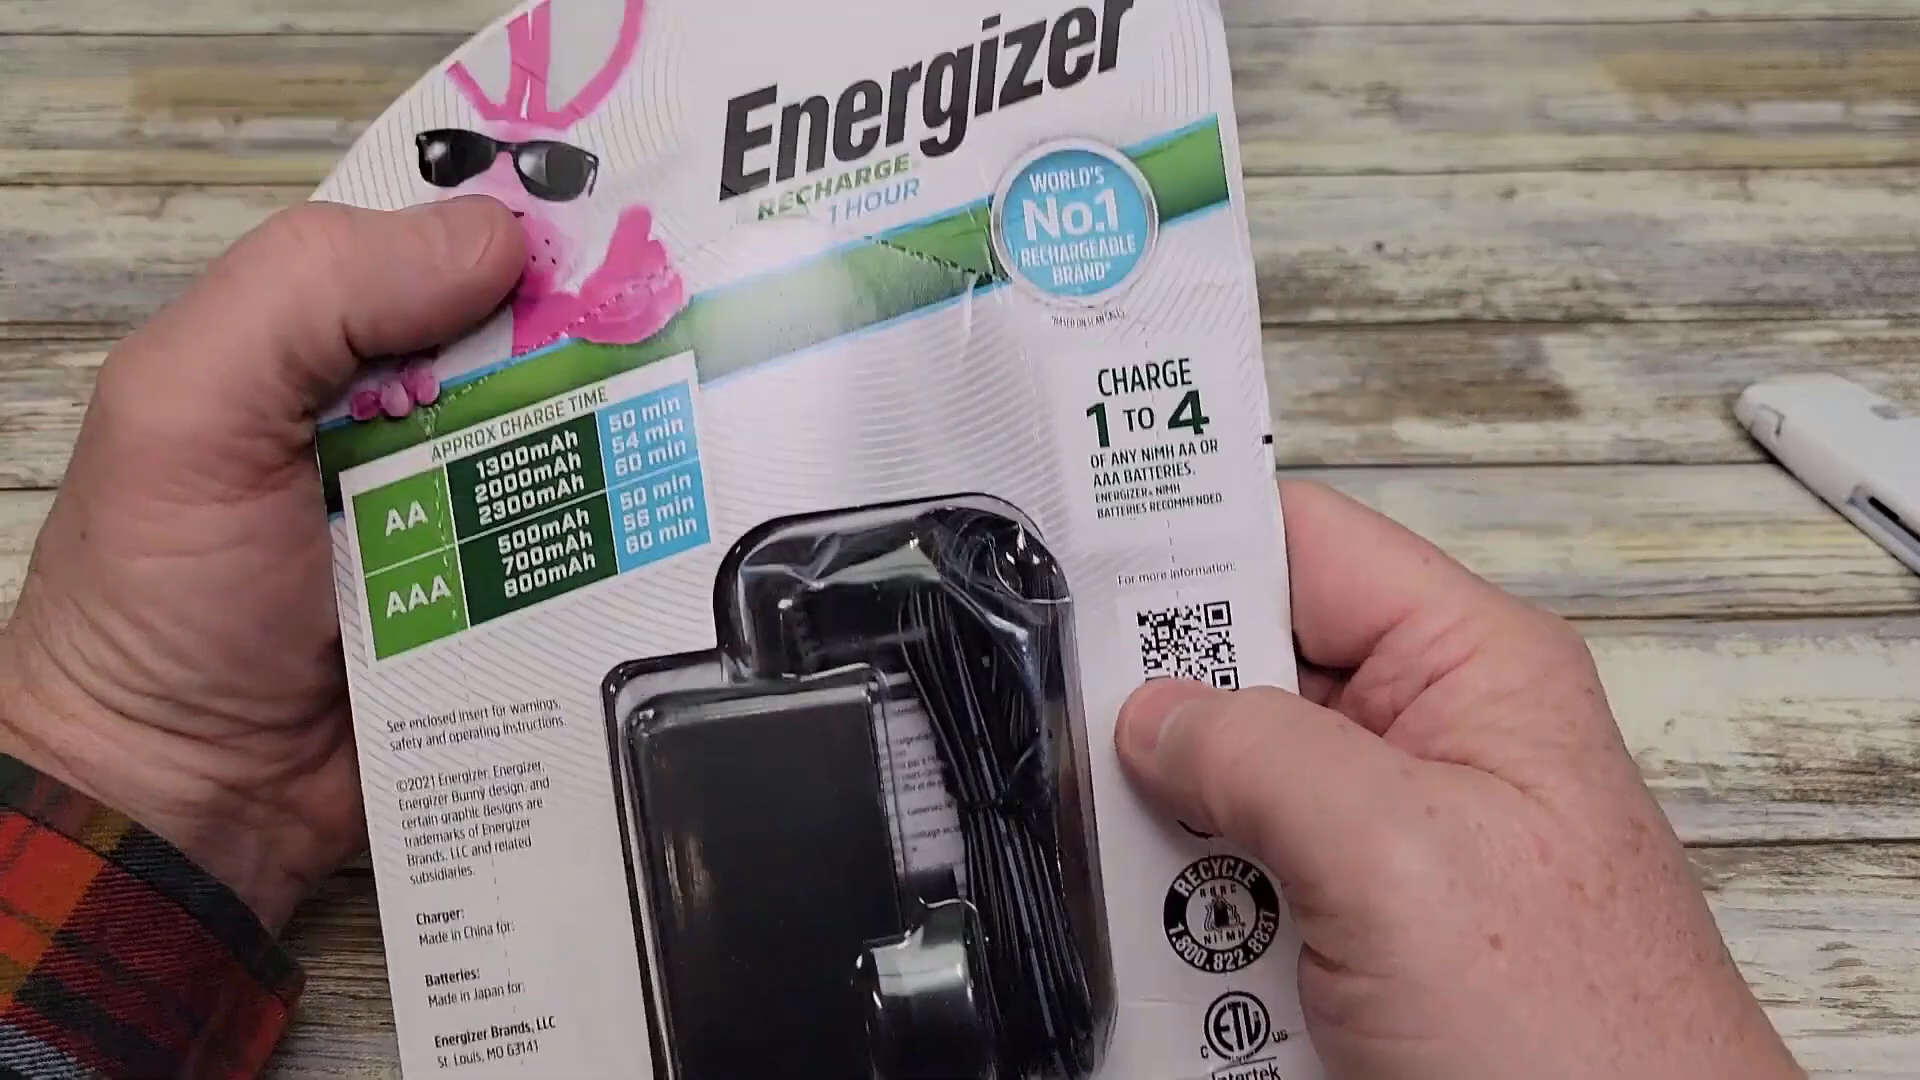 Energizer
RECHARGE
1 HOUR
WORLD'S
No.1
RECHARGEABLE
BRAND*
CHARGE
1 TO 4
OF ANY NIMH AA OR
AAA BATTERIES.
ENERGIZER® NIMH
BATTERIES RECOMMENDED.
For more information:
APPROX CHARGE TIME
AA
1300mAh 50 min
2000mAh 54 min
2300mAh 60 min
AAA
500mAh 50 min
700mAh 56 min
800mAh 60 min
See enclosed insert for warnings,
safety and operating instructions.
©2021 Energizer. Energizer,
Energizer Bunny design, and
certain graphic designs are
trademarks of Energizer
Brands, LLC and related
subsidiaries.
Charger:
Made in China for:
Batteries:
Made in Japan for:
Energizer Brands, LLC
St. Louis, MO 63141
RECYCLE
RBRC
NiMH
1.800.822.8837
ETL
C US
Intertek